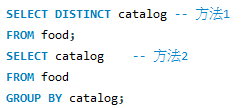 SELECT DISTINCT catalog -- 方法1
FROM food;
SELECT catalog -- 方法2
FROM food
GROUP BY catalog;